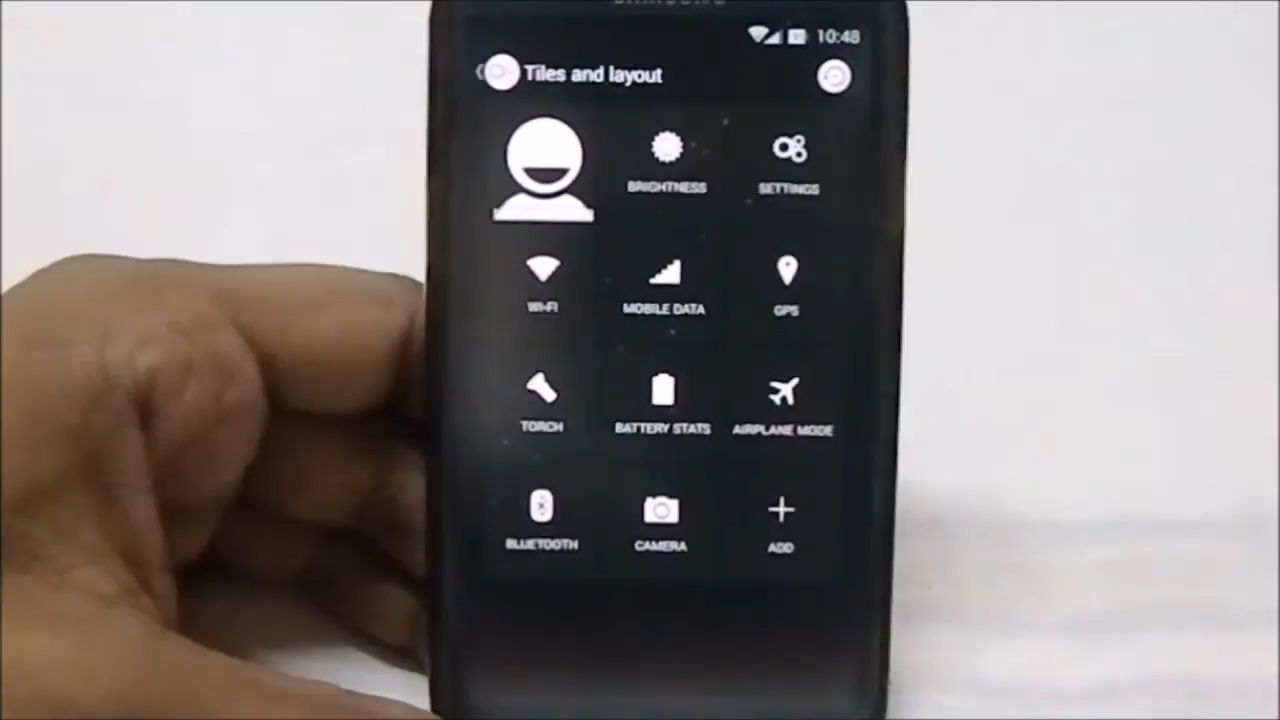 SAMSUNG
10:48
Tiles and layout
BRIGHTNESS
SETTINGS
WI-FI
MOBILE DATA
GPS
TORCH
BATTERY STATS
AIRPLANE MODE
BLUETOOTH
CAMERA
ADD